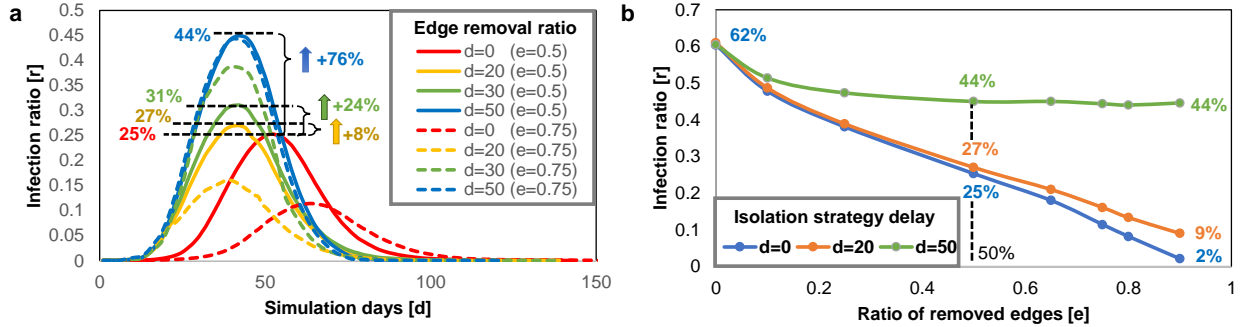 a
Infection ratio [r]
0.5
0.45
0.4
0.35
0.3
0.25
0.2
0.15
0.1
0.05
0
44%
31%
27%
25%
+76%
+24%
+8%
Edge removal ratio
d=0 (e=0.5)
d=20 (e=0.5)
d=30 (e=0.5)
d=50 (e=0.5)
d=0 (e=0.75)
d=20 (e=0.75)
d=30 (e=0.75)
d=50 (e=0.75)
0 50 100 150
Simulation days [d]
b
Infection ratio [r]
0.7
0.6
0.5
0.4
0.3
0.2
0.1
0
62%
44%
44%
27%
25%
9%
2%
50%
Isolation strategy delay
d=0 d=20 d=50
0 0.2 0.4 0.6 0.8 1
Ratio of removed edges [e]